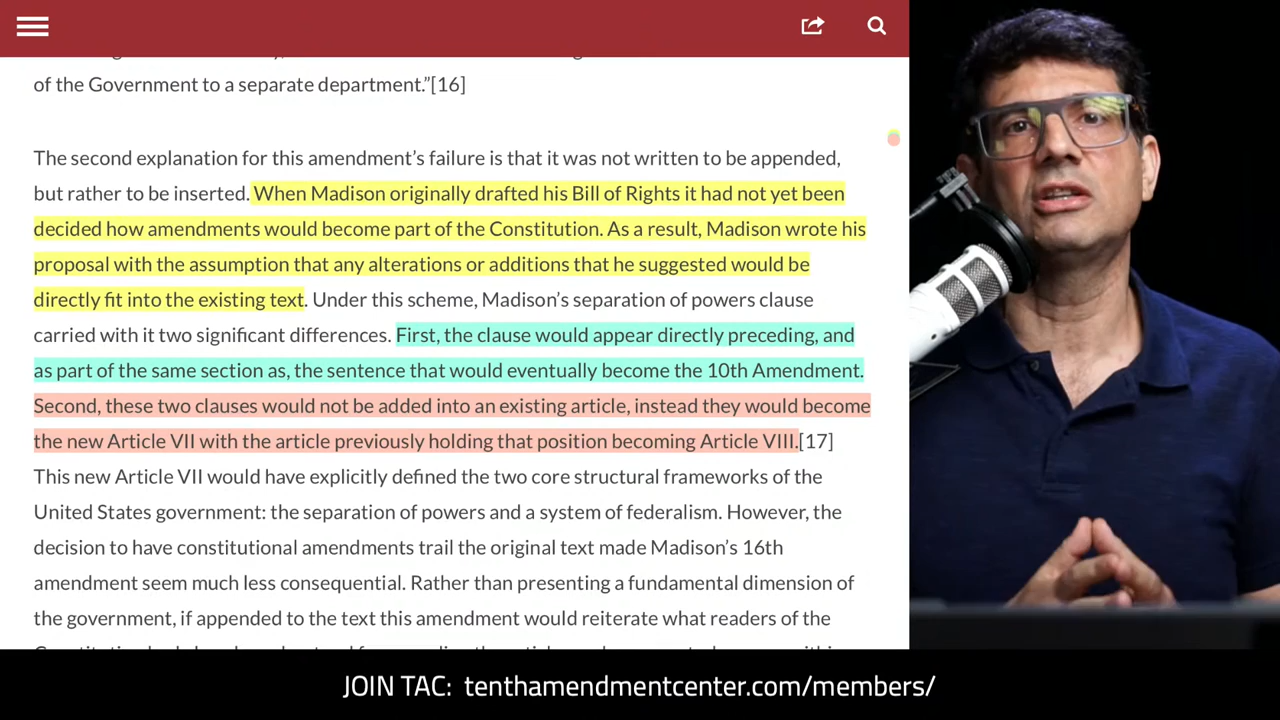 of the Government to a separate department.”[16]
The second explanation for this amendment’s failure is that it was not written to be appended,
but rather to be inserted. When Madison originally drafted his Bill of Rights it had not yet been
decided how amendments would become part of the Constitution. As a result, Madison wrote his
proposal with the assumption that any alterations or additions that he suggested would be
directly fit into the existing text. Under this scheme, Madison’s separation of powers clause
carried with it two significant differences. First, the clause would appear directly preceding, and
as part of the same section as, the sentence that would eventually become the 10th Amendment.
Second, these two clauses would not be added into an existing article, instead they would become
the new Article VII with the article previously holding that position becoming Article VIII.[17]
This new Article VII would have explicitly defined the two core structural frameworks of the
United States government: the separation of powers and a system of federalism. However, the
decision to have constitutional amendments trail the original text made Madison’s 16th
amendment seem much less consequential. Rather than presenting a fundamental dimension of
the government, if appended to the text this amendment would reiterate what readers of the
JOIN TAC: tenthamendmentcenter.com/members/